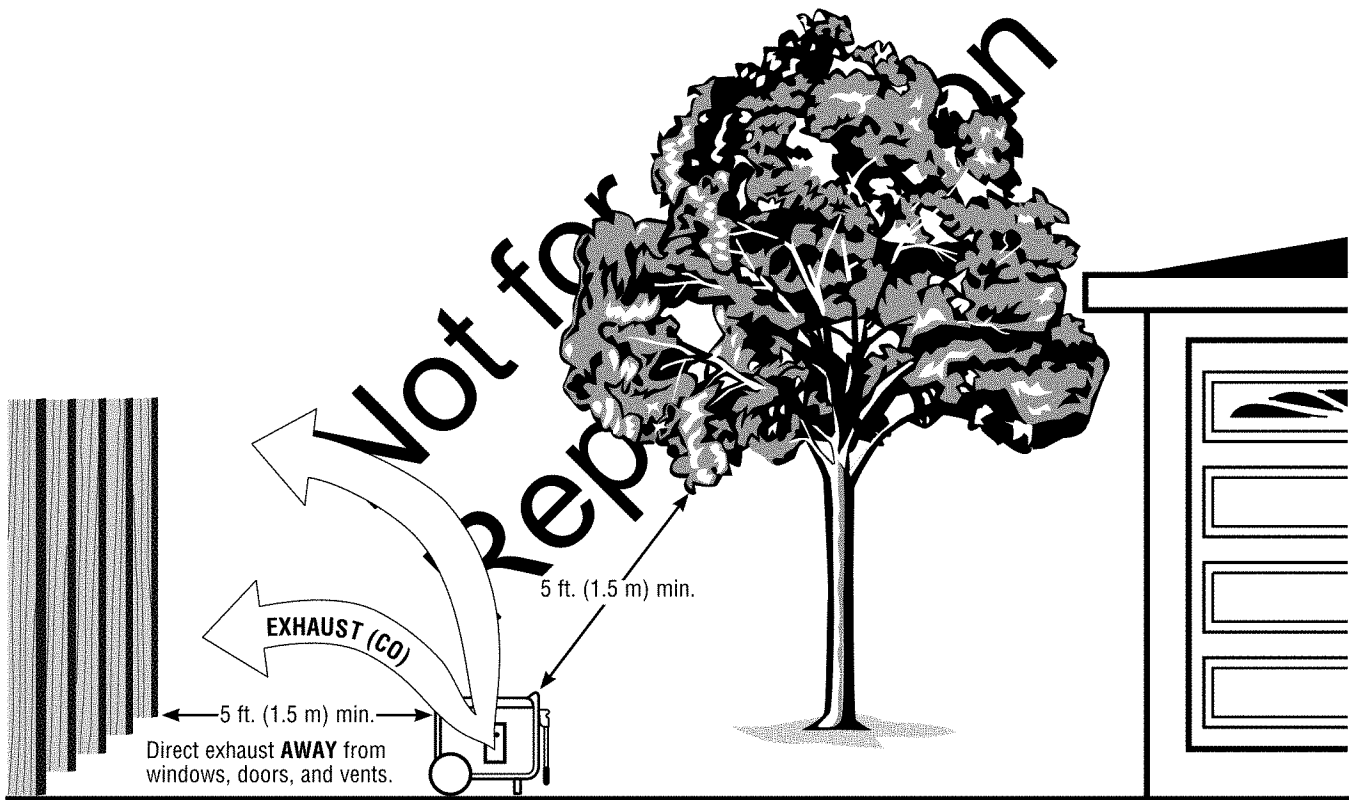 Not for
5 ft. (1.5 m) min.
EXHAUST (CO)
5 ft. (1.5 m) min.
Direct exhaust AWAY from
windows, doors, and vents.